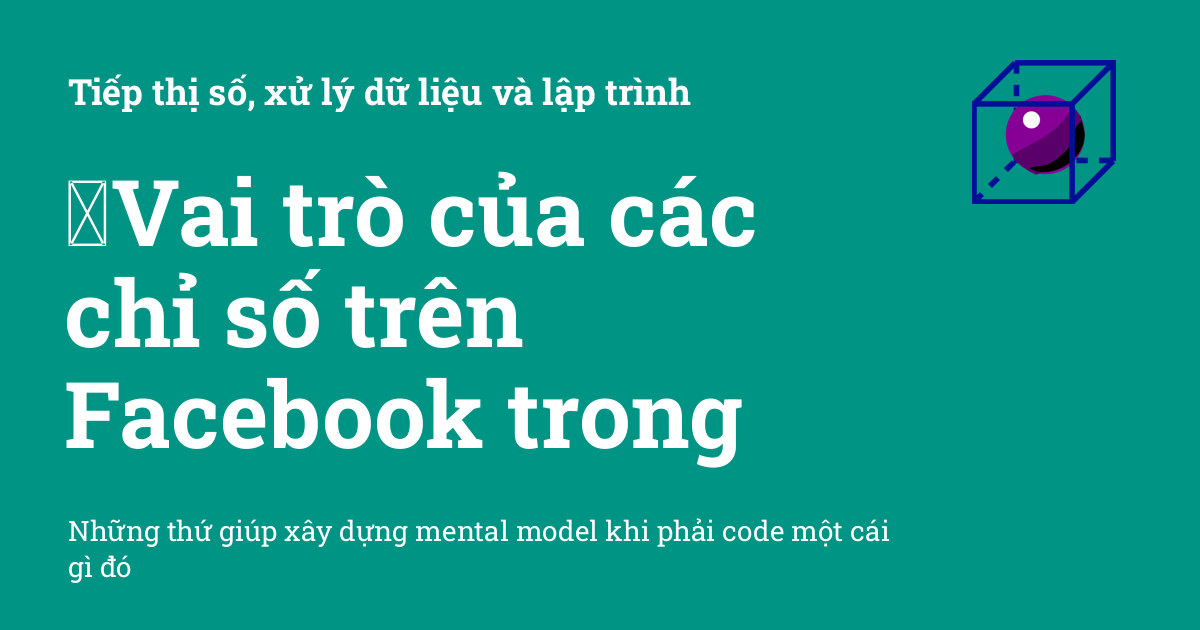 Tiếp thị số, xử lý dữ liệu và lập trình
Vai trò của các
chỉ số trên
Facebook trong
Những thứ giúp xây dựng mental model khi phải code một cái
gì đó